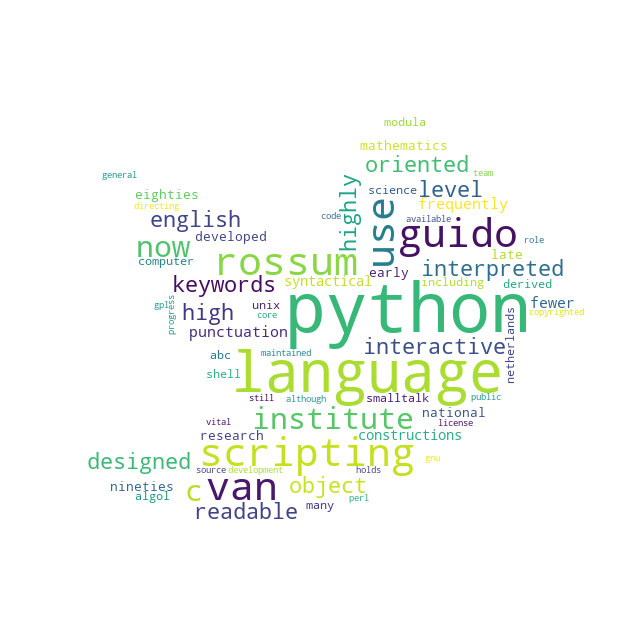 modula
mathematics
oriented
team
general
science
level
highly
eighties
directing
use
frequently
code
available
english
guido
role
developed
now
rossum
late
computer
early
interpreted
keywords
syntactical
including
derived
python
gpl
unix
high
core
fewer
copyrighted
progress
punctuation
interactive
netherlands
abc
maintained
language
shell
still
although
smalltalk
public
institute
national
vital
license
research
constructions
scripting
designed
gnu
source
development
holds
nineties
van
object
algol
c
perl
readable
many